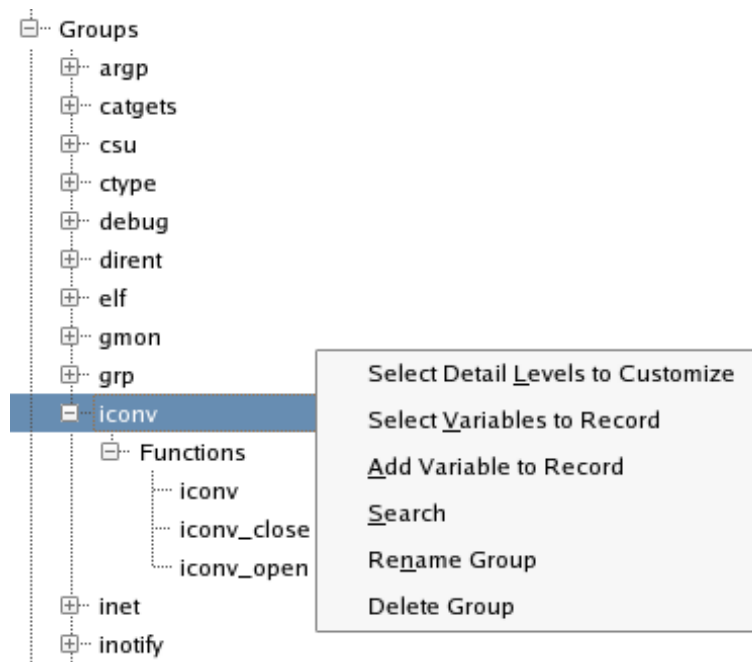 Groups
argp
catgets
csu
ctype
debug
dirent
elf
gmon
grp
iconv
Functions
iconv
iconv_close
iconv_open
inet
inotify
Select Detail Levels to Customize
Select Variables to Record
Add Variable to Record
Search
Rename Group
Delete Group